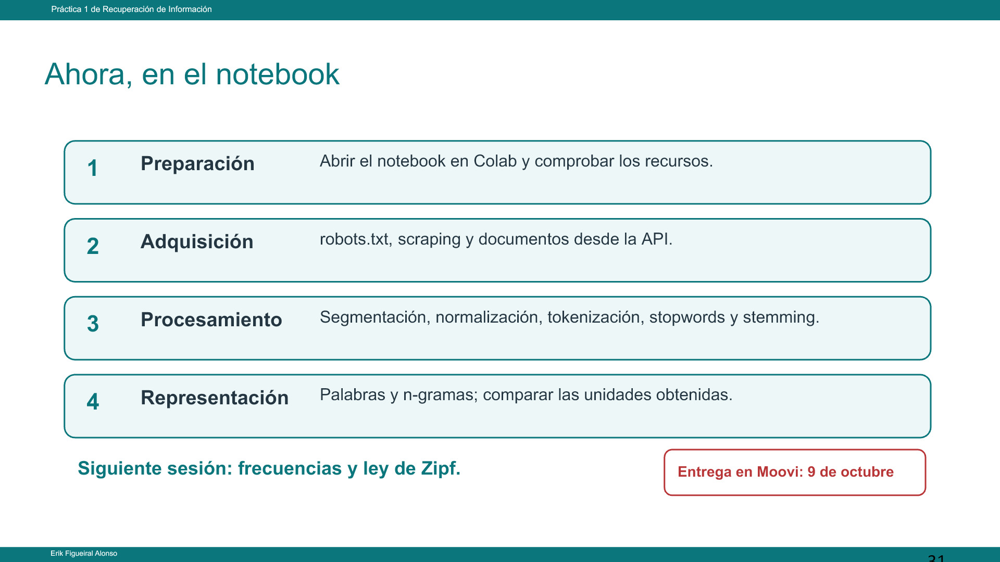 Práctica 1 de Recuperación de Información
Ahora, en el notebook
1 Preparación Abrir el notebook en Colab y comprobar los recursos.
2 Adquisición robots.txt, scraping y documentos desde la API.
3 Procesamiento Segmentación, normalización, tokenización, stopwords y stemming.
4 Representación Palabras y n-gramas; comparar las unidades obtenidas.
Siguiente sesión: frecuencias y ley de Zipf.
Entrega en Moovi: 9 de octubre
Erik Figueiral Alonso
31